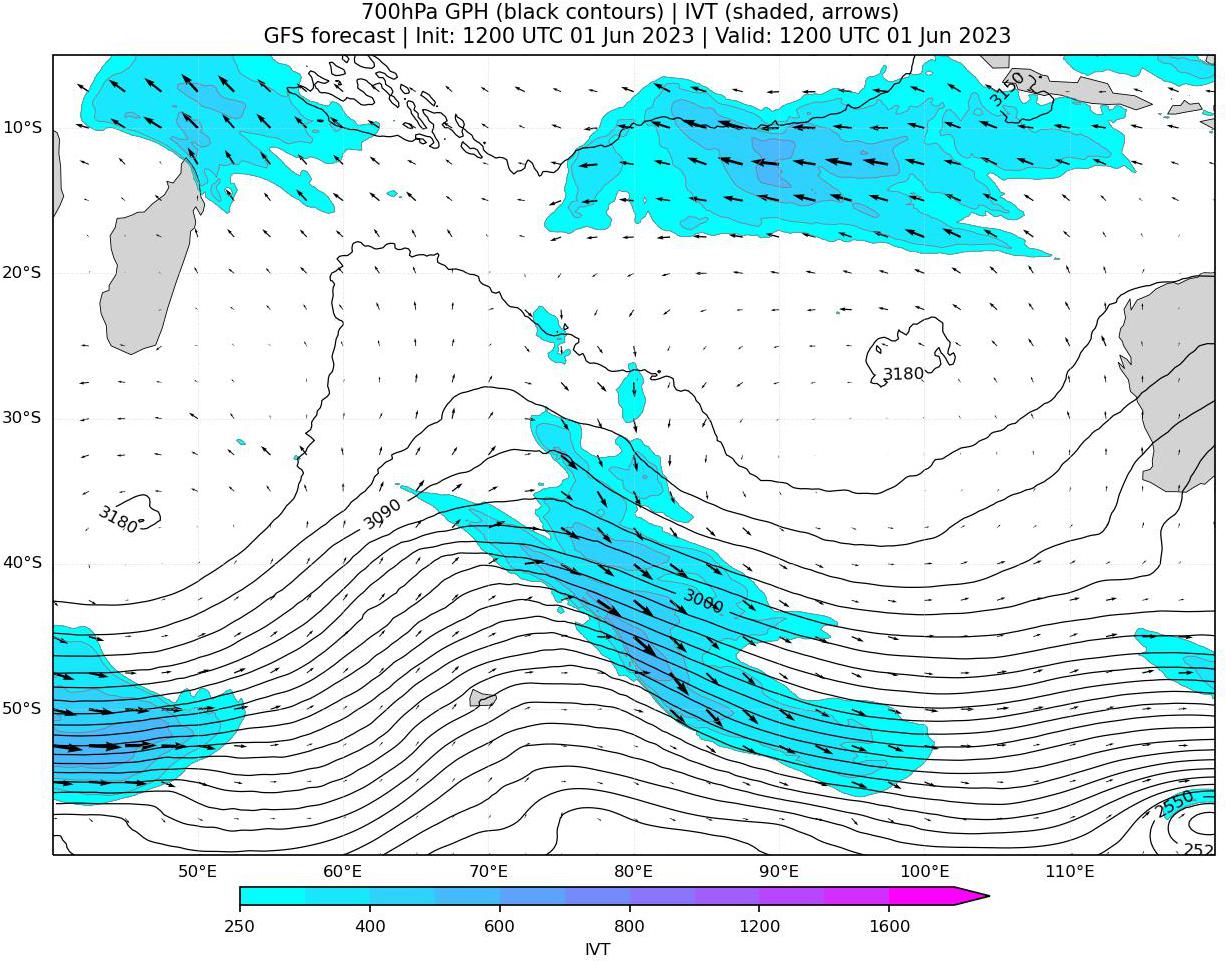 700hPa GPH (black contours) | IVT (shaded, arrows)
GFS forecast | Init: 1200 UTC 01 Jun 2023 | Valid: 1200 UTC 01 Jun 2023
3150
10°S
20°S
3180
30°S
3180
3090
40°S
3000
50°S
2550
252
50°E 60°E 70°E 80°E 90°E 100°E 110°E
250 400 600 800 1200 1600
IVT